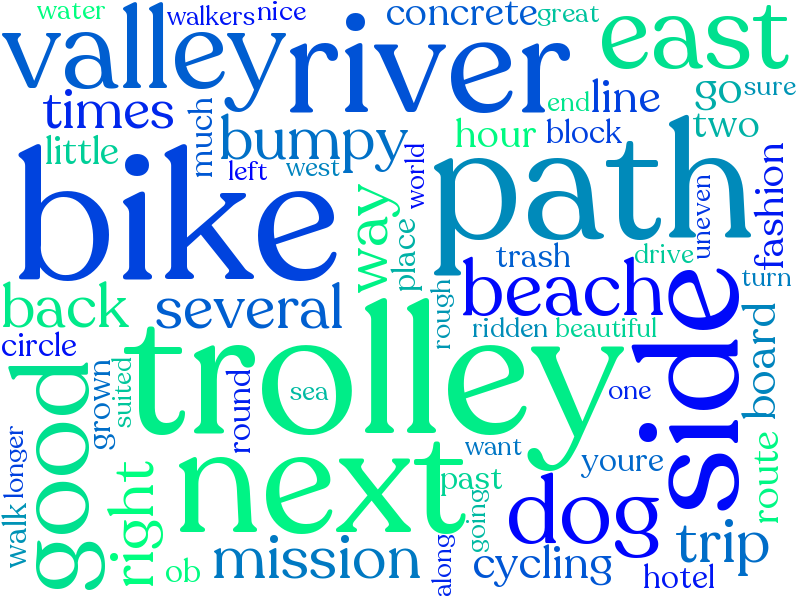 water
walkers
nice
concrete
great
valley
river
east
times
end
line
go
sure
little
much
bumpy
hour
block
two
left
west
world
bike
path
uneven
fashion
way
place
trash
drive
turn
back
several
beach
side
rough
ridden
beautiful
circle
trolley
board
good
grown
suited
round
sea
one
next
want
youre
route
walk
longer
right
past
going
dog
trip
ob
mission
along
cycling
hotel